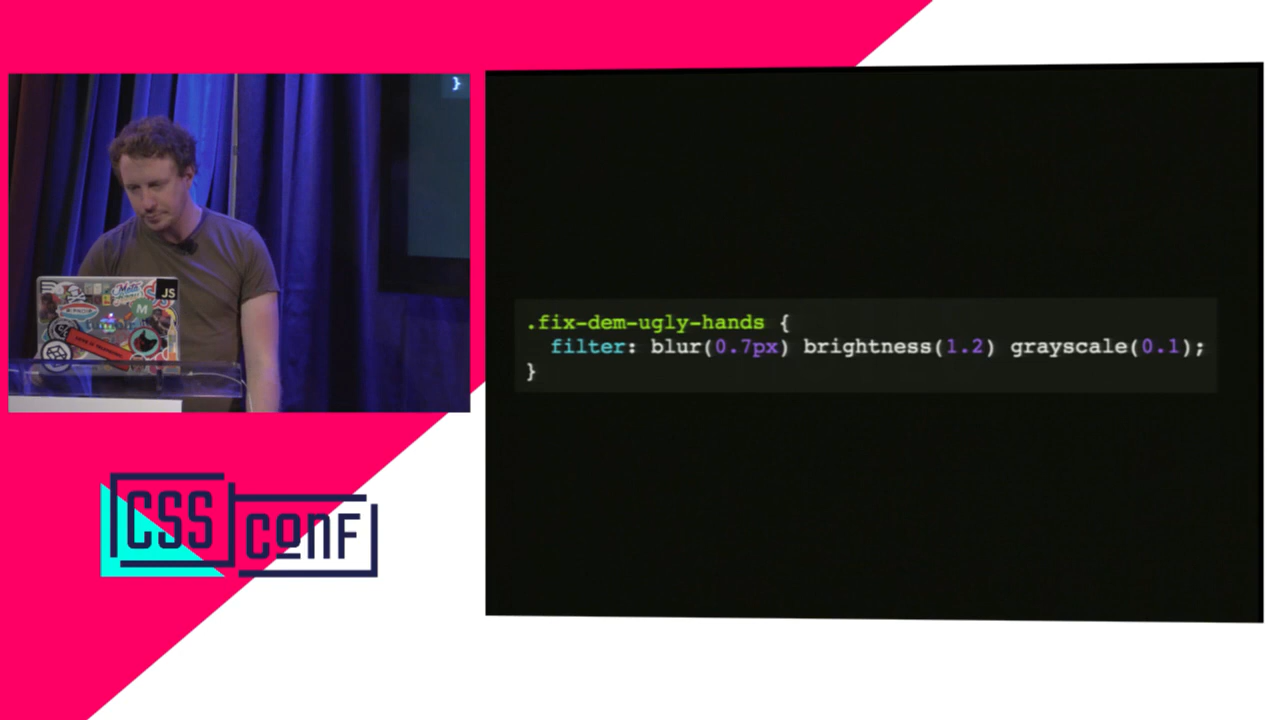 }
JS
M
.fix-dem-ugly-hands {
filter: blur(0.7px) brightness(1.2) grayscale(0.1);
}
CSS
CONF